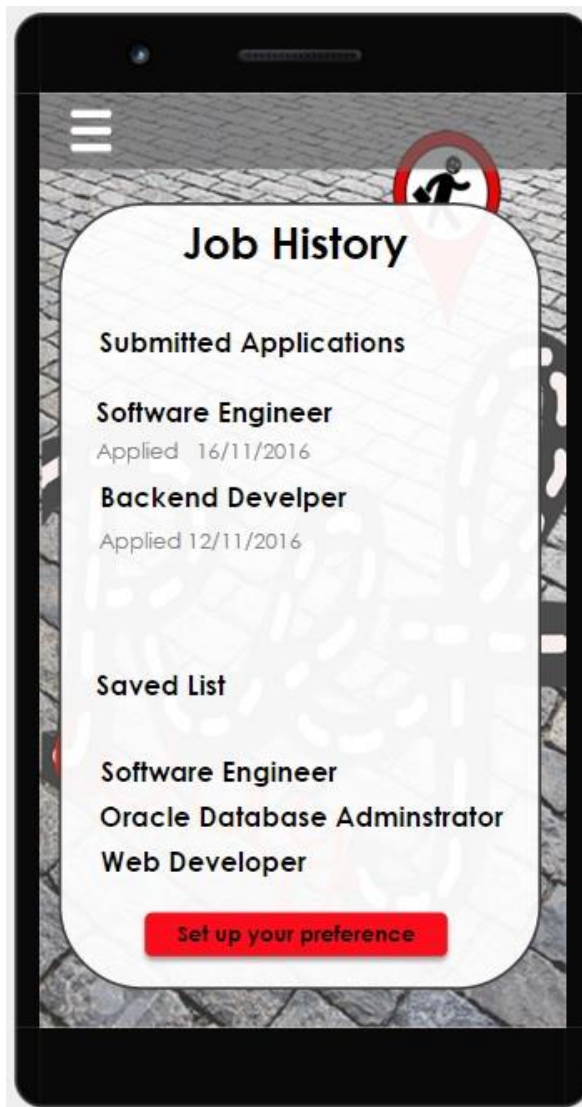 Job History
Submitted Applications
Software Engineer
Applied 16/11/2016
Backend Develper
Applied 12/11/2016
Saved List
Software Engineer
Oracle Database Adminstrator
Web Developer
Set up your preference